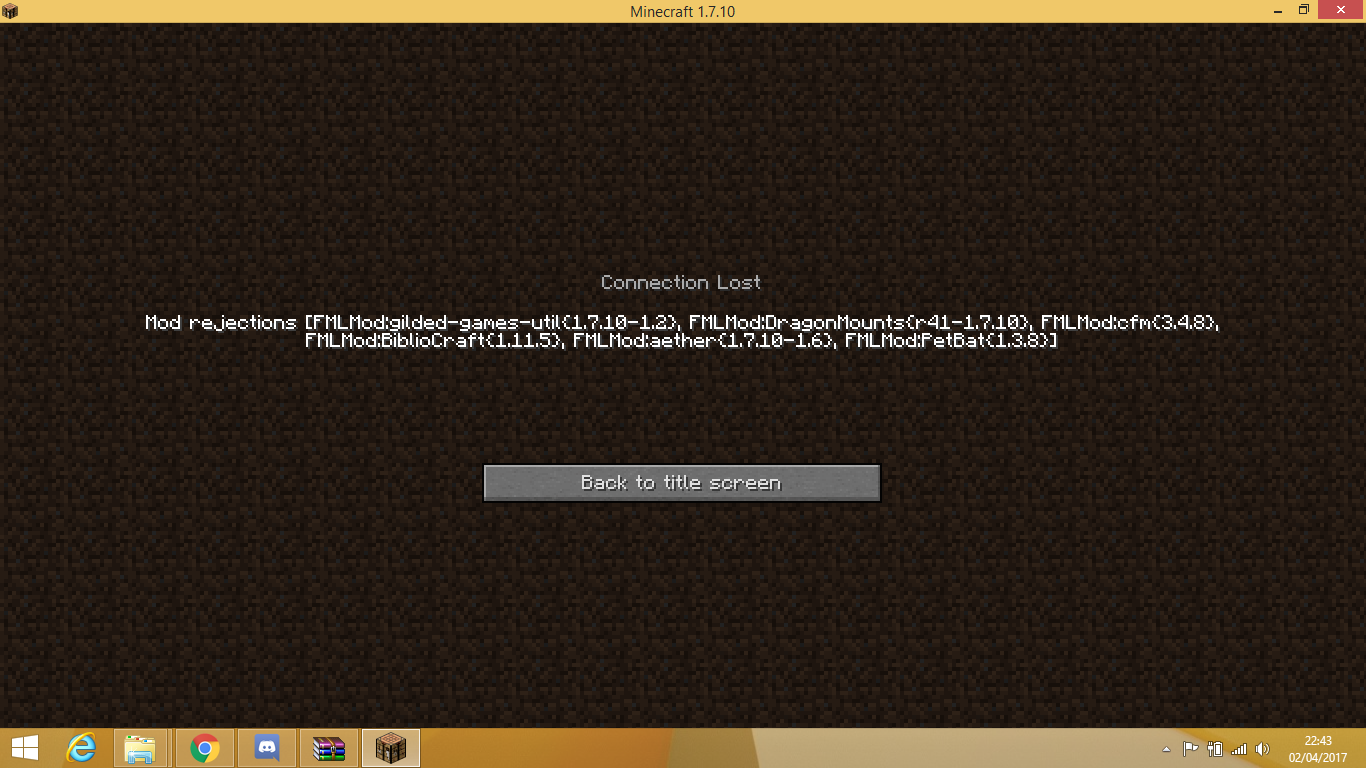 Minecraft 1.7.10
Connection Lost
Mod rejections [FMLMod:gilded-games-util{1.7.10-1.2}, FMLMod:DragonMounts{r41-1.7.10}, FMLMod:cfm{3.4.8},
FMLMod:BiblioCraft{1.11.5}, FMLMod:aether{1.7.10-1.6}, FMLMod:PetBat{1.3.8}]
Back to title screen
22:43
02/04/2017